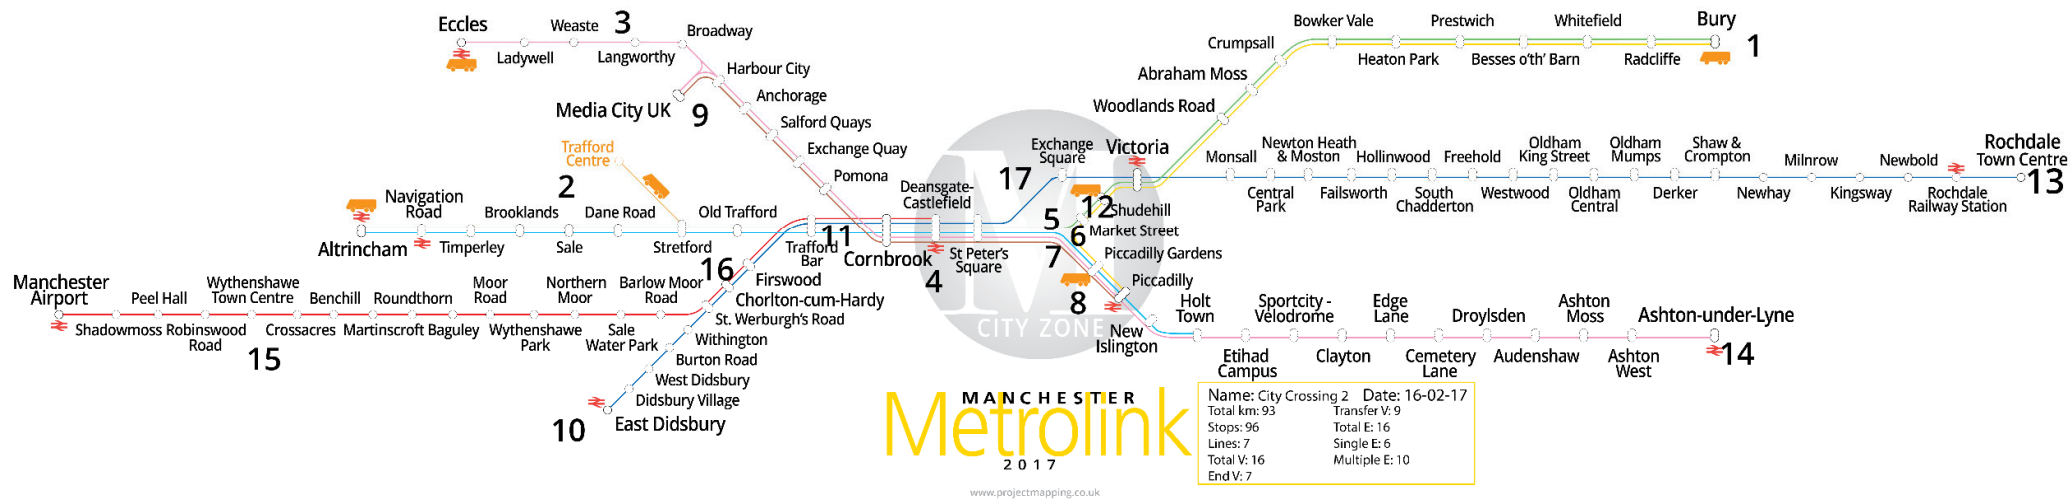 Eccles
Weaste
3
Broadway
Ladywell
Langworthy
Harbour City
Media City UK
9
Anchorage
Salford Quays
Exchange Quay
Pomona
Trafford
Centre
2
Navigation
Road
Brooklands
Dane Road
Old Trafford
Altrincham
Timperley
Sale
Stretford
Trafford
Bar
11
Cornbrook
Deansgate-
Castlefield
4
St Peter's
Square
16
Firswood
Chorlton-cum-Hardy
St. Werburgh's Road
Withington
Burton Road
West Didsbury
Didsbury Village
East Didsbury
10
Manchester
Airport
Peel Hall
Wythenshawe
Town Centre
Benchill
Roundthorn
Moor
Road
Northern
Moor
Barlow Moor
Road
Shadowmoss
Robinswood
Road
Crossacres
Martinscroft
Baguley
Wythenshawe
Park
Sale
Water Park
15
Exchange
Square
17
Victoria
5
12
Shudehill
6
Market Street
7
Piccadilly Gardens
8
Piccadilly
M
CITY ZONE
New
Islington
Bowker Vale
Prestwich
Whitefield
Bury
1
Crumpsall
Heaton Park
Besses o'th' Barn
Radcliffe
Abraham Moss
Woodlands Road
Monsall
Newton Heath
& Moston
Hollinwood
Freehold
Oldham
King Street
Oldham
Mumps
Shaw &
Crompton
Milnrow
Newbold
Rochdale
Town Centre
13
Central
Park
Failsworth
South
Chadderton
Westwood
Oldham
Central
Derker
Newhay
Kingsway
Rochdale
Railway Station
Holt
Town
Sportcity -
Velodrome
Edge
Lane
Droylsden
Ashton
Moss
Ashton-under-Lyne
14
Etihad
Campus
Clayton
Cemetery
Lane
Audenshaw
Ashton
West
MANCHESTER
Metrolink
2017
Name: City Crossing 2 Date: 16-02-17
Total km: 93 Transfer V: 9
Stops: 96 Total E: 16
Lines: 7 Single E: 6
Total V: 16 Multiple E: 10
End V: 7
www.projectmapping.co.uk